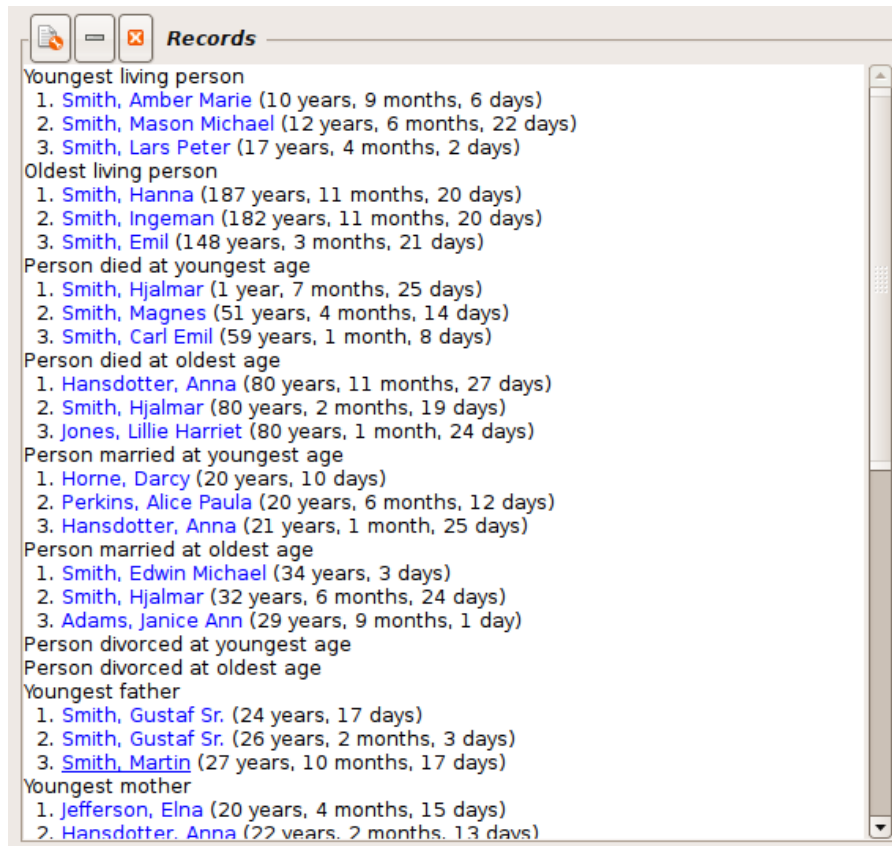 Records
Youngest living person
1. Smith, Amber Marie (10 years, 9 months, 6 days)
2. Smith, Mason Michael (12 years, 6 months, 22 days)
3. Smith, Lars Peter (17 years, 4 months, 2 days)
Oldest living person
1. Smith, Hanna (187 years, 11 months, 20 days)
2. Smith, Ingeman (182 years, 11 months, 20 days)
3. Smith, Emil (148 years, 3 months, 21 days)
Person died at youngest age
1. Smith, Hjalmar (1 year, 7 months, 25 days)
2. Smith, Magnes (51 years, 4 months, 14 days)
3. Smith, Carl Emil (59 years, 1 month, 8 days)
Person died at oldest age
1. Hansdotter, Anna (80 years, 11 months, 27 days)
2. Smith, Hjalmar (80 years, 2 months, 19 days)
3. Jones, Lillie Harriet (80 years, 1 month, 24 days)
Person married at youngest age
1. Horne, Darcy (20 years, 10 days)
2. Perkins, Alice Paula (20 years, 6 months, 12 days)
3. Hansdotter, Anna (21 years, 1 month, 25 days)
Person married at oldest age
1. Smith, Edwin Michael (34 years, 3 days)
2. Smith, Hjalmar (32 years, 6 months, 24 days)
3. Adams, Janice Ann (29 years, 9 months, 1 day)
Person divorced at youngest age
Person divorced at oldest age
Youngest father
1. Smith, Gustaf Sr. (24 years, 17 days)
2. Smith, Gustaf Sr. (26 years, 2 months, 3 days)
3. Smith, Martin (27 years, 10 months, 17 days)
Youngest mother
1. Jefferson, Elna (20 years, 4 months, 15 days)
2. Hansdotter, Anna (22 years, 2 months, 13 days)